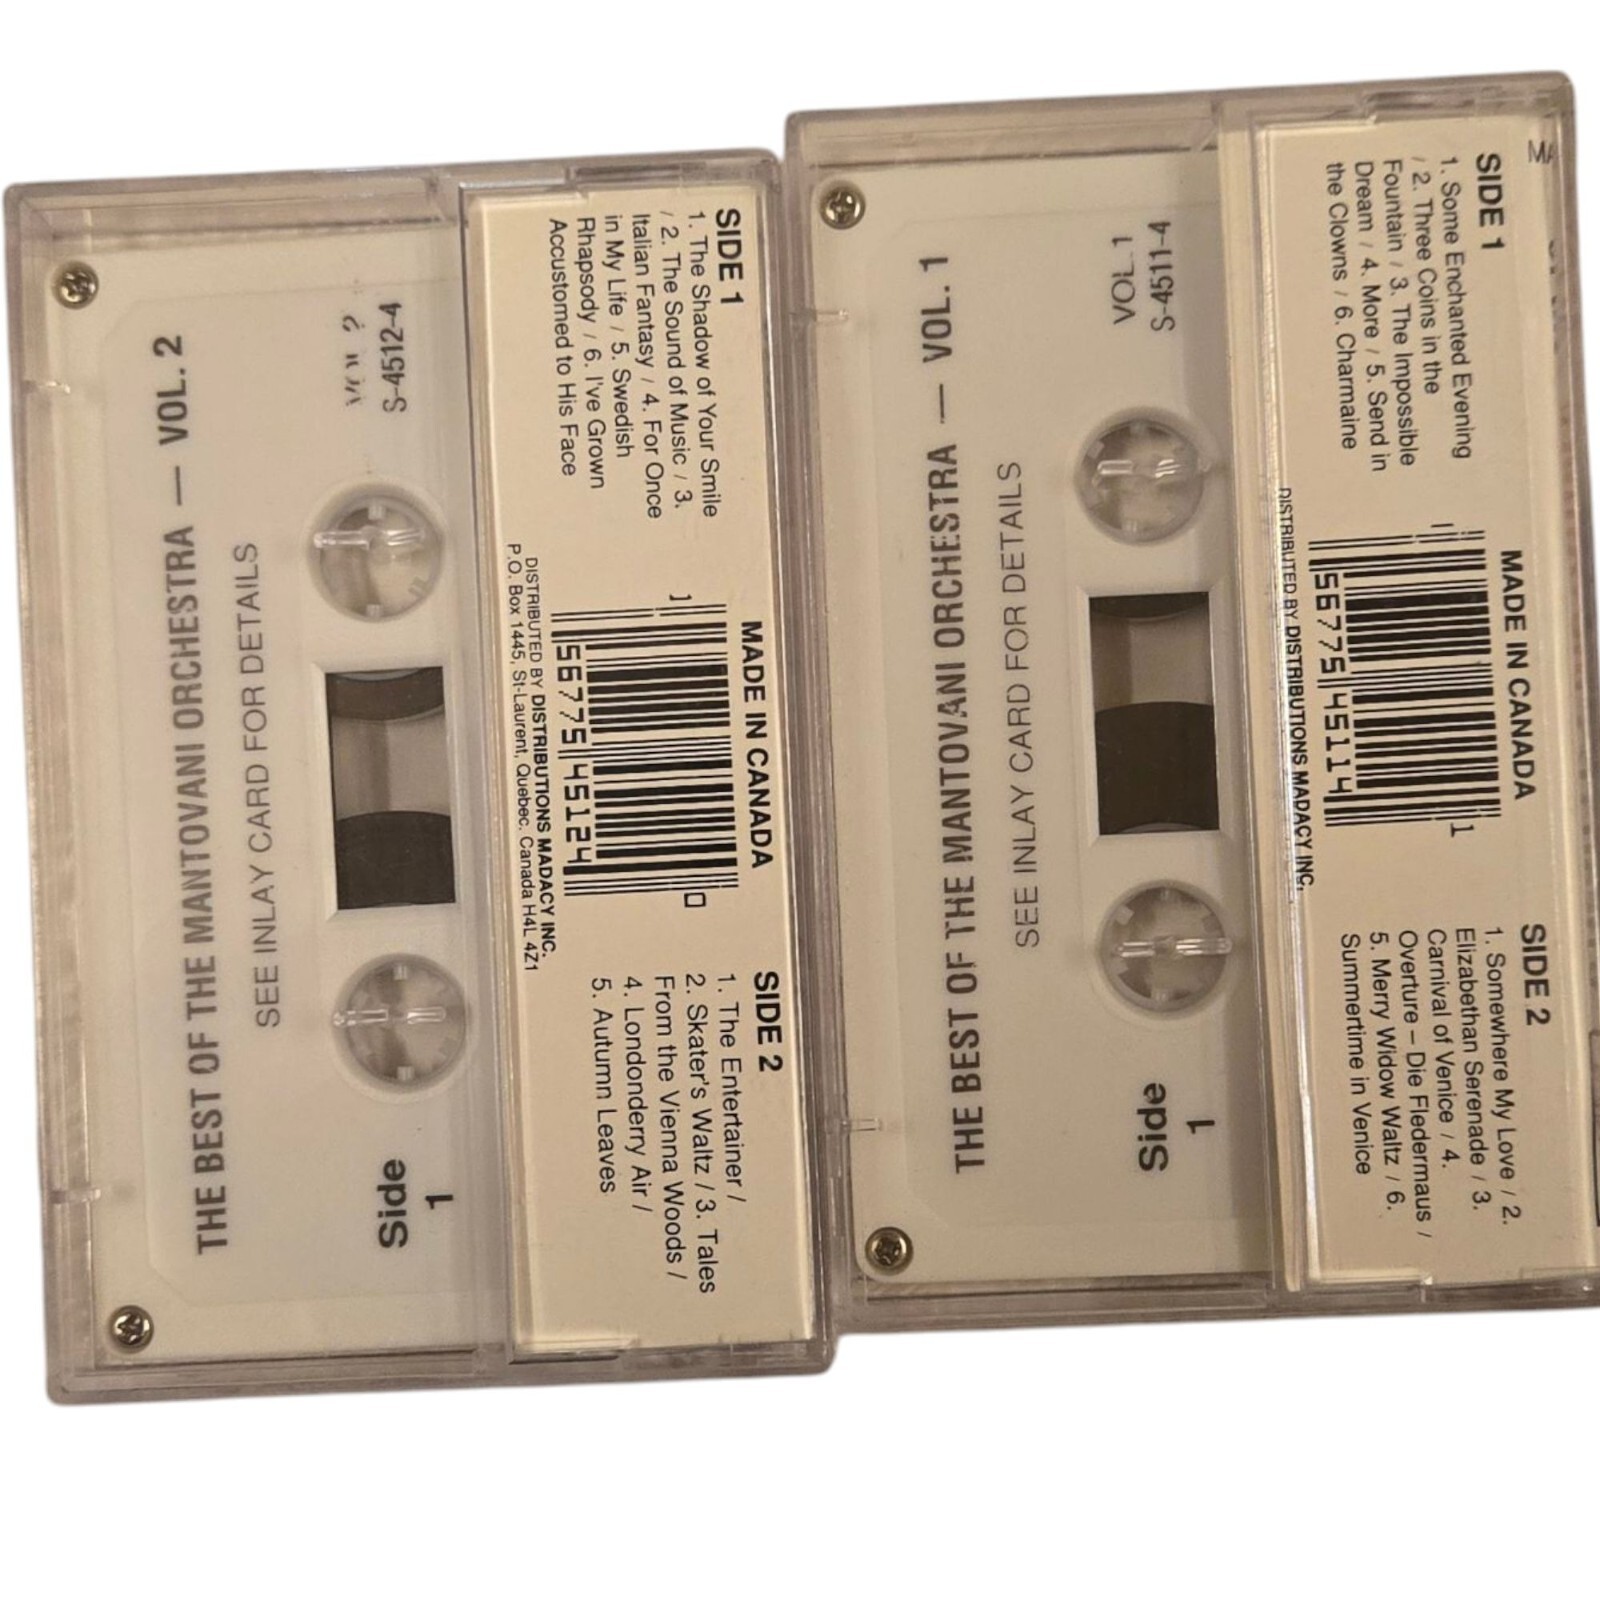 THE BEST OF THE MANTOVANI ORCHESTRA — VOL. 2
SEE INLAY CARD FOR DETAILS
S-4512-4
Side
1
SIDE 1
1. The Shadow of Your Smile
/ 2. The Sound of Music / 3.
Italian Fantasy / 4. For Once
in My Life / 5. Swedish
Rhapsody / 6. I've Grown
Accustomed to His Face
MADE IN CANADA
1
0
56775 45124
DISTRIBUTED BY DISTRIBUTIONS MADACY INC.
P.O. Box 1445, St-Laurent, Quebec, Canada H4L 4Z1
SIDE 2
1. The Entertainer /
2. Skater's Waltz / 3. Tales
From the Vienna Woods /
4. Londonderry Air /
5. Autumn Leaves
THE BEST OF THE MANTOVANI ORCHESTRA — VOL. 1
SEE INLAY CARD FOR DETAILS
S-4511-4
VOL. 1
Side
1
SIDE 1
1. Some Enchanted Evening
/ 2. Three Coins in the
Fountain / 3. The Impossible
Dream / 4. More / 5. Send in
the Clowns / 6. Charmaine
MADE IN CANADA
1
1
56775 45114
DISTRIBUTED BY DISTRIBUTIONS MADACY INC.
SIDE 2
1. Somewhere My Love / 2.
Elizabethan Serenade / 3.
Carnival of Venice / 4.
Overture – Die Fledermaus /
5. Merry Widow Waltz / 6.
Summertime in Venice